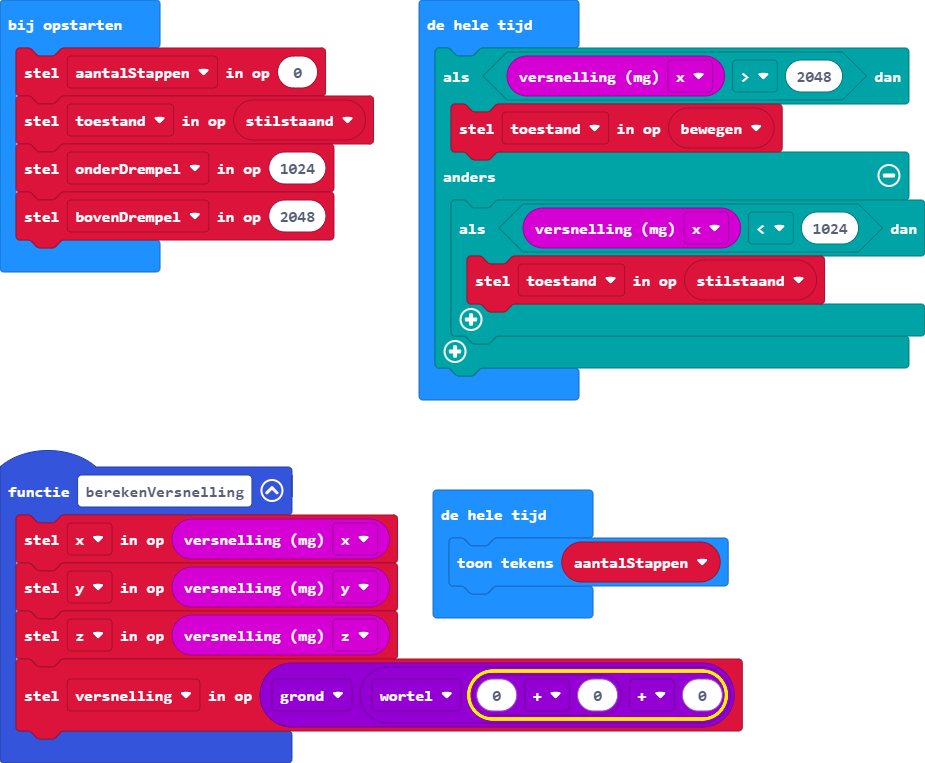 bij opstarten
stel aantalStappen in op 0
stel toestand in op stilstaand
stel onderDrempel in op 1024
stel bovenDrempel in op 2048
de hele tijd
als versnelling (mg) x > 2048 dan
stel toestand in op bewegen
anders
als versnelling (mg) x < 1024 dan
stel toestand in op stilstaand
functie berekenVersnelling
stel x in op versnelling (mg) x
stel y in op versnelling (mg) y
stel z in op versnelling (mg) z
stel versnelling in op grond wortel 0 + 0 + 0
de hele tijd
toon tekens aantalStappen